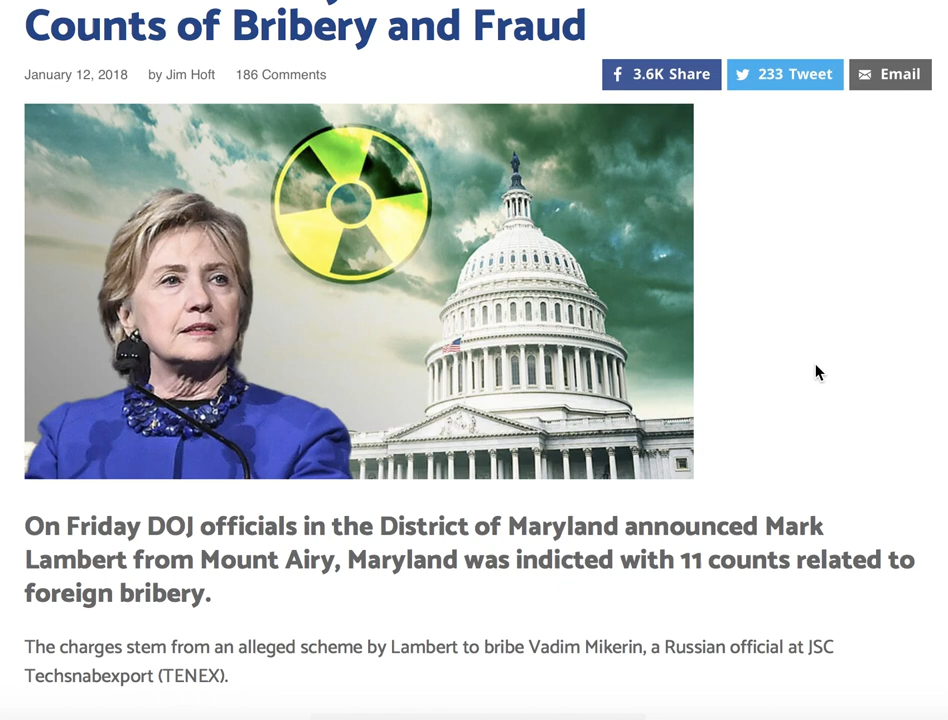 Counts of Bribery and Fraud
January 12, 2018 by Jim Hoft 186 Comments
3.6K Share 233 Tweet Email
On Friday DOJ officials in the District of Maryland announced Mark
Lambert from Mount Airy, Maryland was indicted with 11 counts related to
foreign bribery.
The charges stem from an alleged scheme by Lambert to bribe Vadim Mikerin, a Russian official at JSC
Techsnabexport (TENEX).